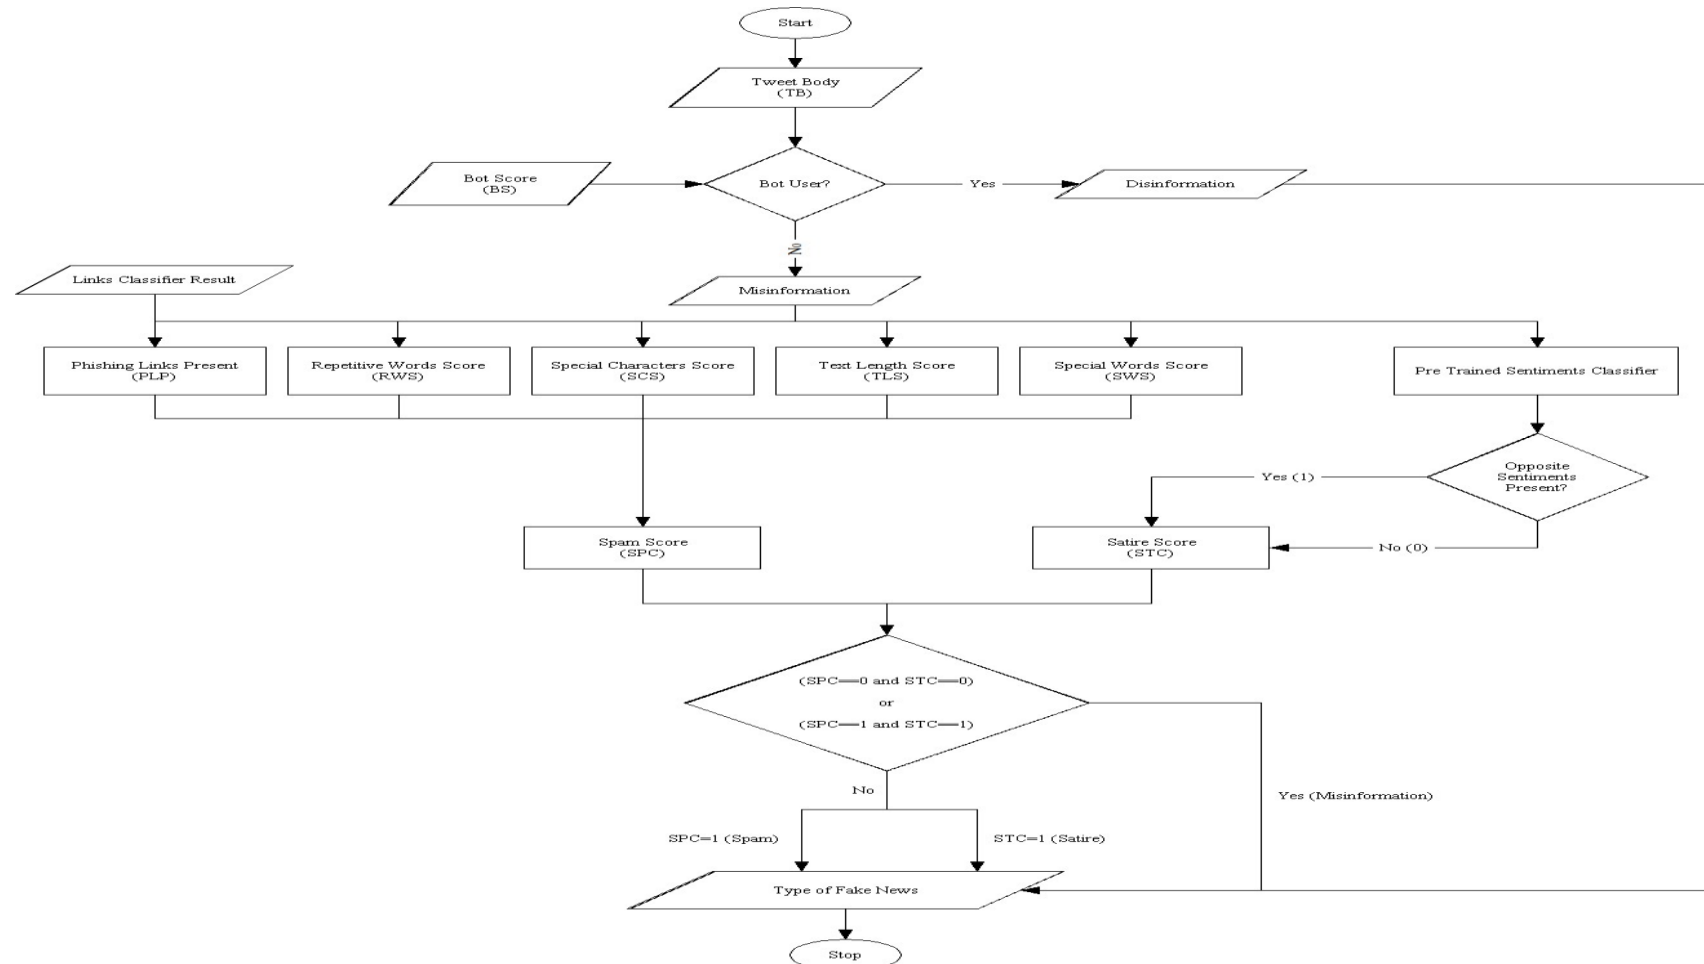 Start
Tweet Body
(TB)
Bot Score
(BS)
Bot User?
Yes
Disinformation
No
Links Classifier Result
Misinformation
Phishing Links Present
(PLP)
Repetitive Words Score
(RWS)
Special Characters Score
(SCS)
Text Length Score
(TLS)
Special Words Score
(SWS)
Pre Trained Sentiments Classifier
Opposite
Sentiments
Present?
Yes (1)
No (0)
Spam Score
(SPC)
Satire Score
(STC)
(SPC==0 and STC==0)
or
(SPC==1 and STC==1)
No
Yes (Misinformation)
SPC=1 (Spam)
STC=1 (Satire)
Type of Fake News
Stop